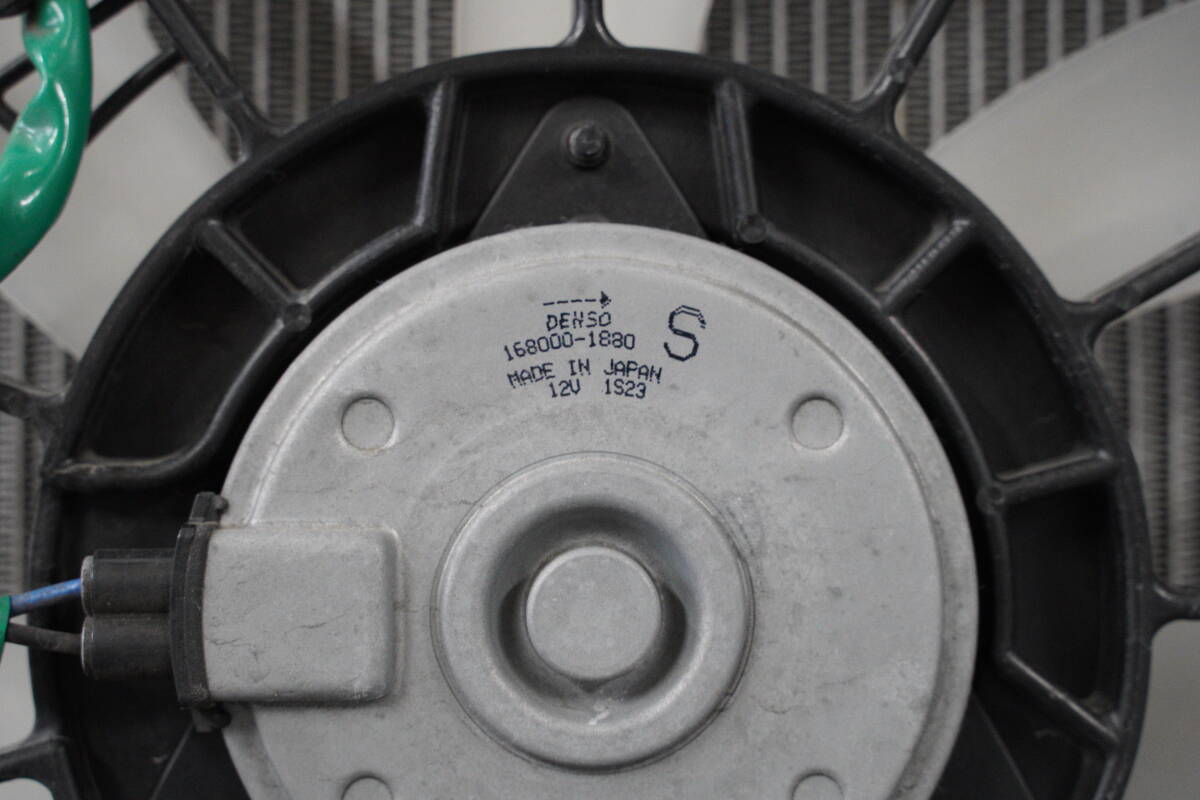 DENSO
S
168000-1880
MADE IN JAPAN
12V 1S23